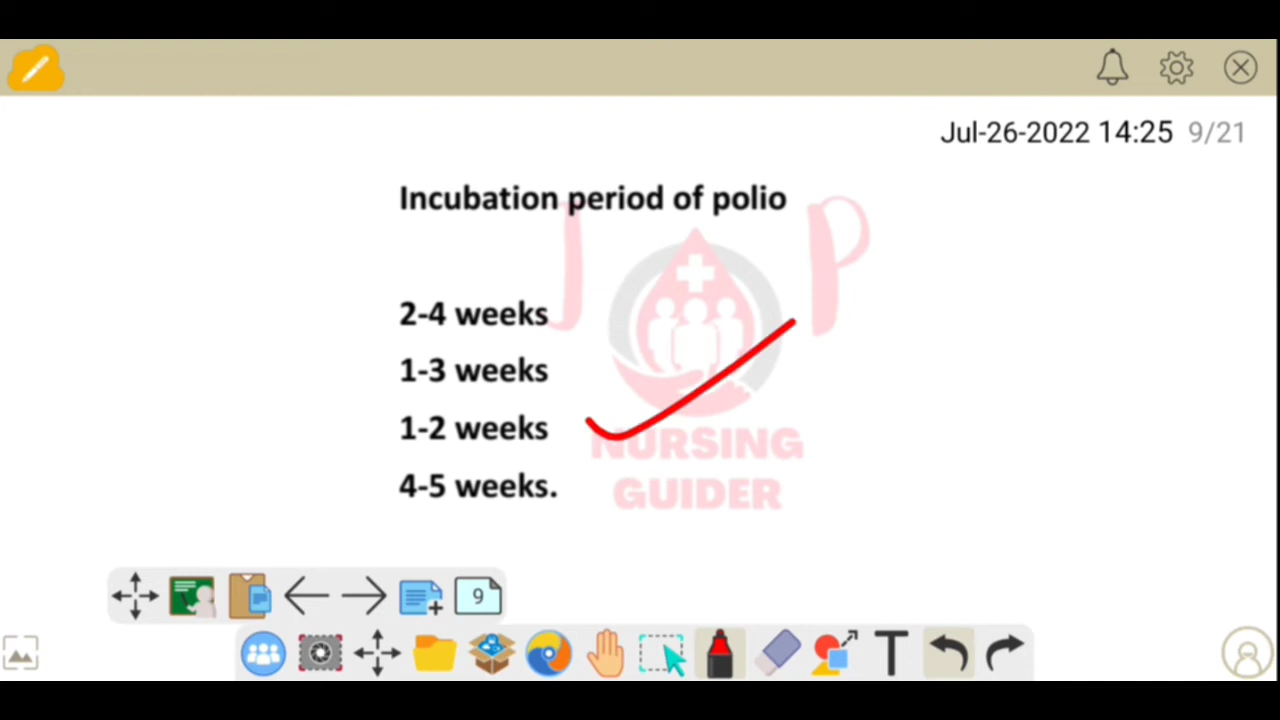 Jul-26-2022 14:25 9/21
Incubation period of polio
J P
2-4 weeks
1-3 weeks
1-2 weeks
4-5 weeks.
NURSING
GUIDER
9
T